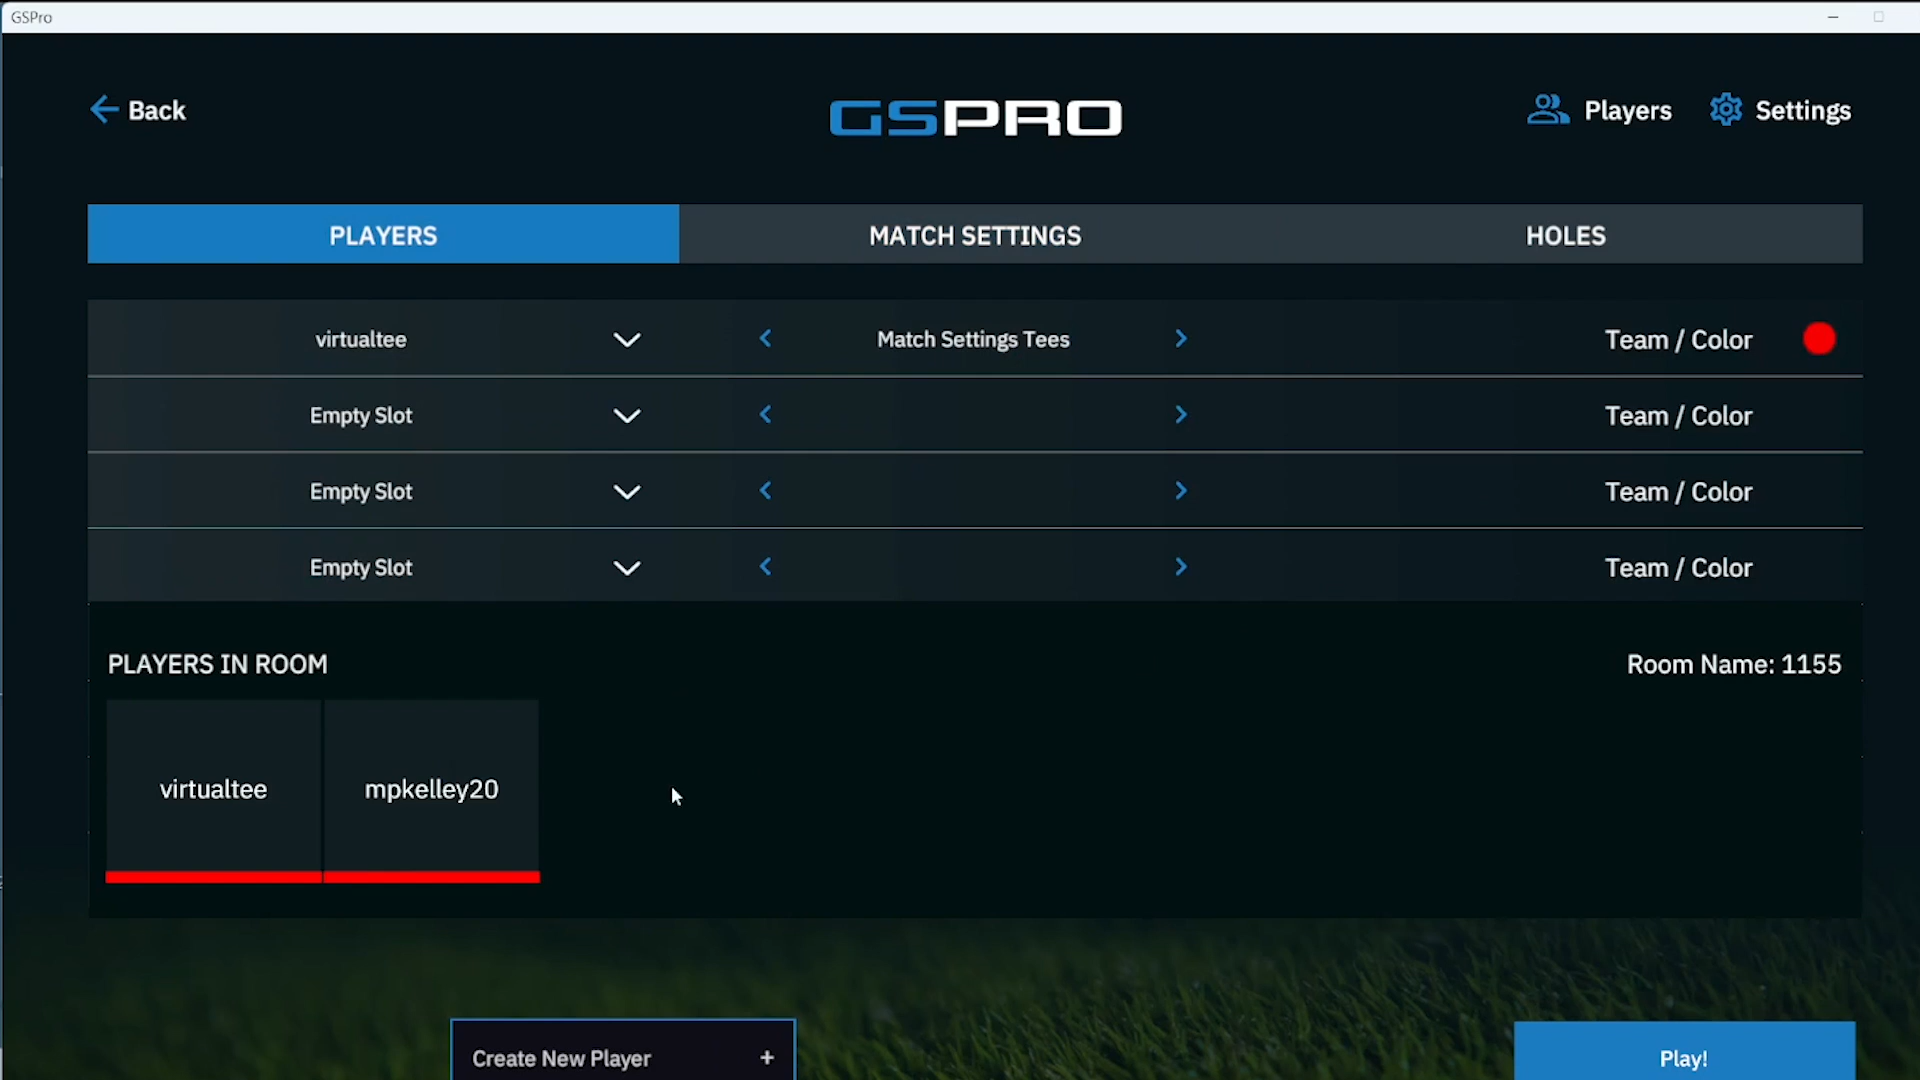 GSPro
Back
GSPRO
Players
Settings
PLAYERS
MATCH SETTINGS
HOLES
virtualtee
Match Settings Tees
Team / Color
Empty Slot
Team / Color
Empty Slot
Team / Color
Empty Slot
Team / Color
PLAYERS IN ROOM
Room Name: 1155
virtualtee
mpkelley20
Create New Player +
Play!